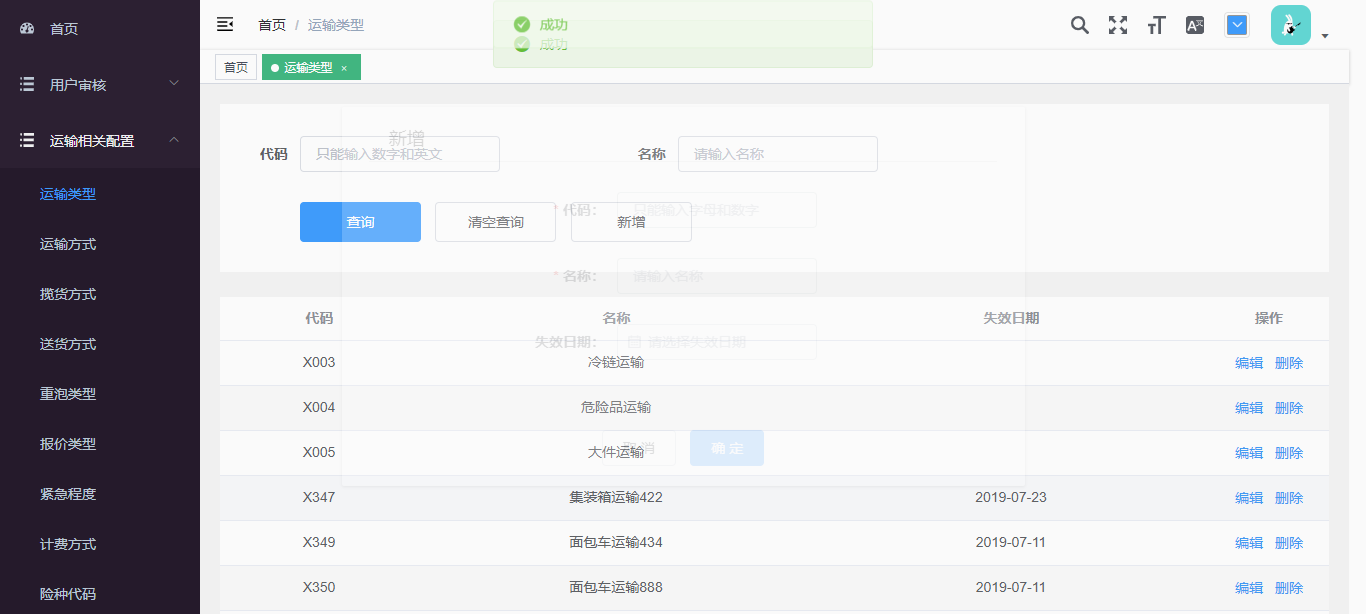 首页
用户审核
运输相关配置
运输类型
运输方式
揽货方式
送货方式
重泡类型
报价类型
紧急程度
计费方式
险种代码
首页 / 运输类型
成功
成功
首页
运输类型 ×
新增
代码 只能输入数字和英文 名称 请输入名称
查询 清空查询 新增
* 代码: 只能输入字母和数字
* 名称: 请输入名称
失效日期: 请选择失效日期
取消 确定
代码 名称 失效日期 操作
X003 冷链运输 编辑 删除
X004 危险品运输 编辑 删除
X005 大件运输 编辑 删除
X347 集装箱运输422 2019-07-23 编辑 删除
X349 面包车运输434 2019-07-11 编辑 删除
X350 面包车运输888 2019-07-11 编辑 删除